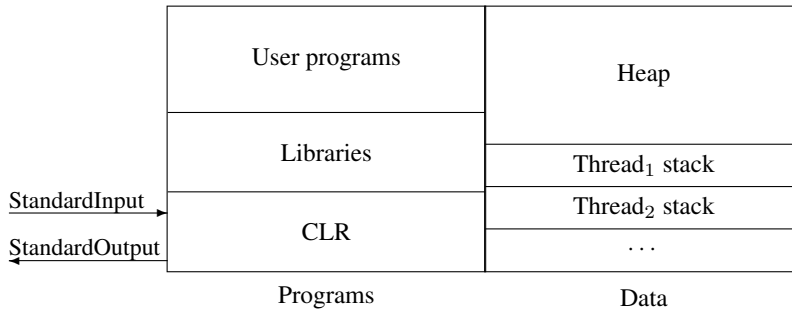 User programs
Heap
Libraries
Thread₁ stack
StandardInput
Thread₂ stack
CLR
StandardOutput
···
Programs
Data